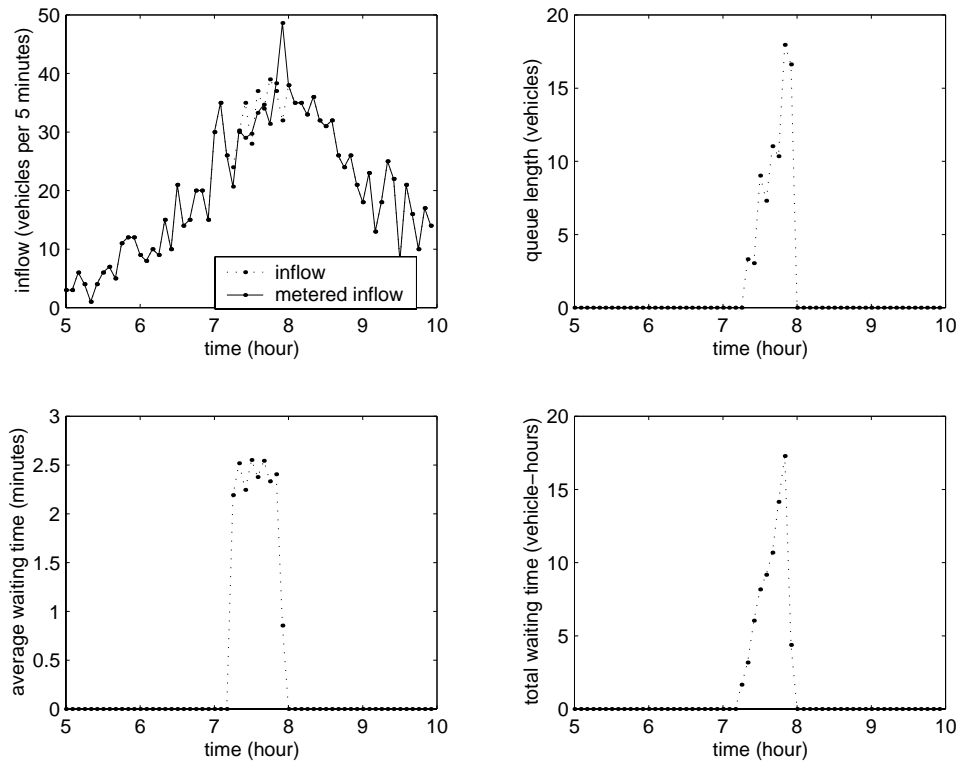 50
40
30
20
10
0
inflow (vehicles per 5 minutes)
inflow
metered inflow
5 6 7 8 9 10
time (hour)
20
15
10
5
0
queue length (vehicles)
5 6 7 8 9 10
time (hour)
3
2.5
2
1.5
1
0.5
0
average waiting time (minutes)
5 6 7 8 9 10
time (hour)
20
15
10
5
0
total waiting time (vehicle−hours)
5 6 7 8 9 10
time (hour)